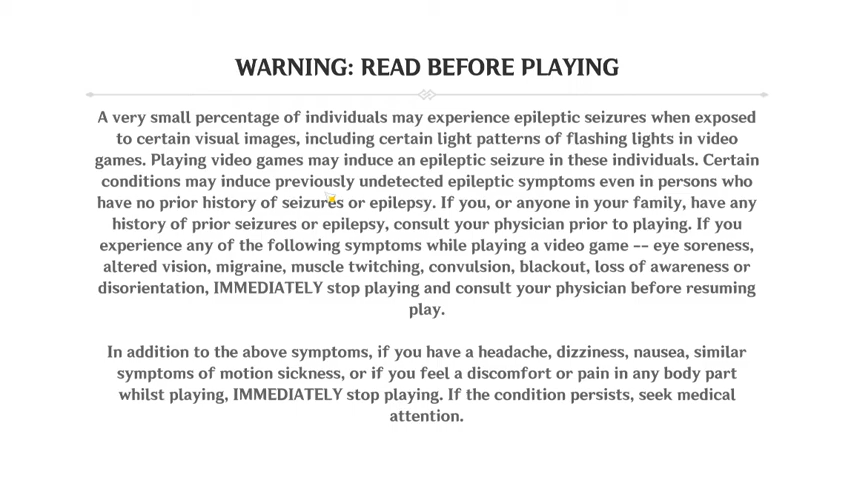 WARNING: READ BEFORE PLAYING
A very small percentage of individuals may experience epileptic seizures when exposed
to certain visual images, including certain light patterns of flashing lights in video
games. Playing video games may induce an epileptic seizure in these individuals. Certain
conditions may induce previously undetected epileptic symptoms even in persons who
have no prior history of seizures or epilepsy. If you, or anyone in your family, have any
history of prior seizures or epilepsy, consult your physician prior to playing. If you
experience any of the following symptoms while playing a video game -- eye soreness,
altered vision, migraine, muscle twitching, convulsion, blackout, loss of awareness or
disorientation, IMMEDIATELY stop playing and consult your physician before resuming
play.
In addition to the above symptoms, if you have a headache, dizziness, nausea, similar
symptoms of motion sickness, or if you feel a discomfort or pain in any body part
whilst playing, IMMEDIATELY stop playing. If the condition persists, seek medical
attention.